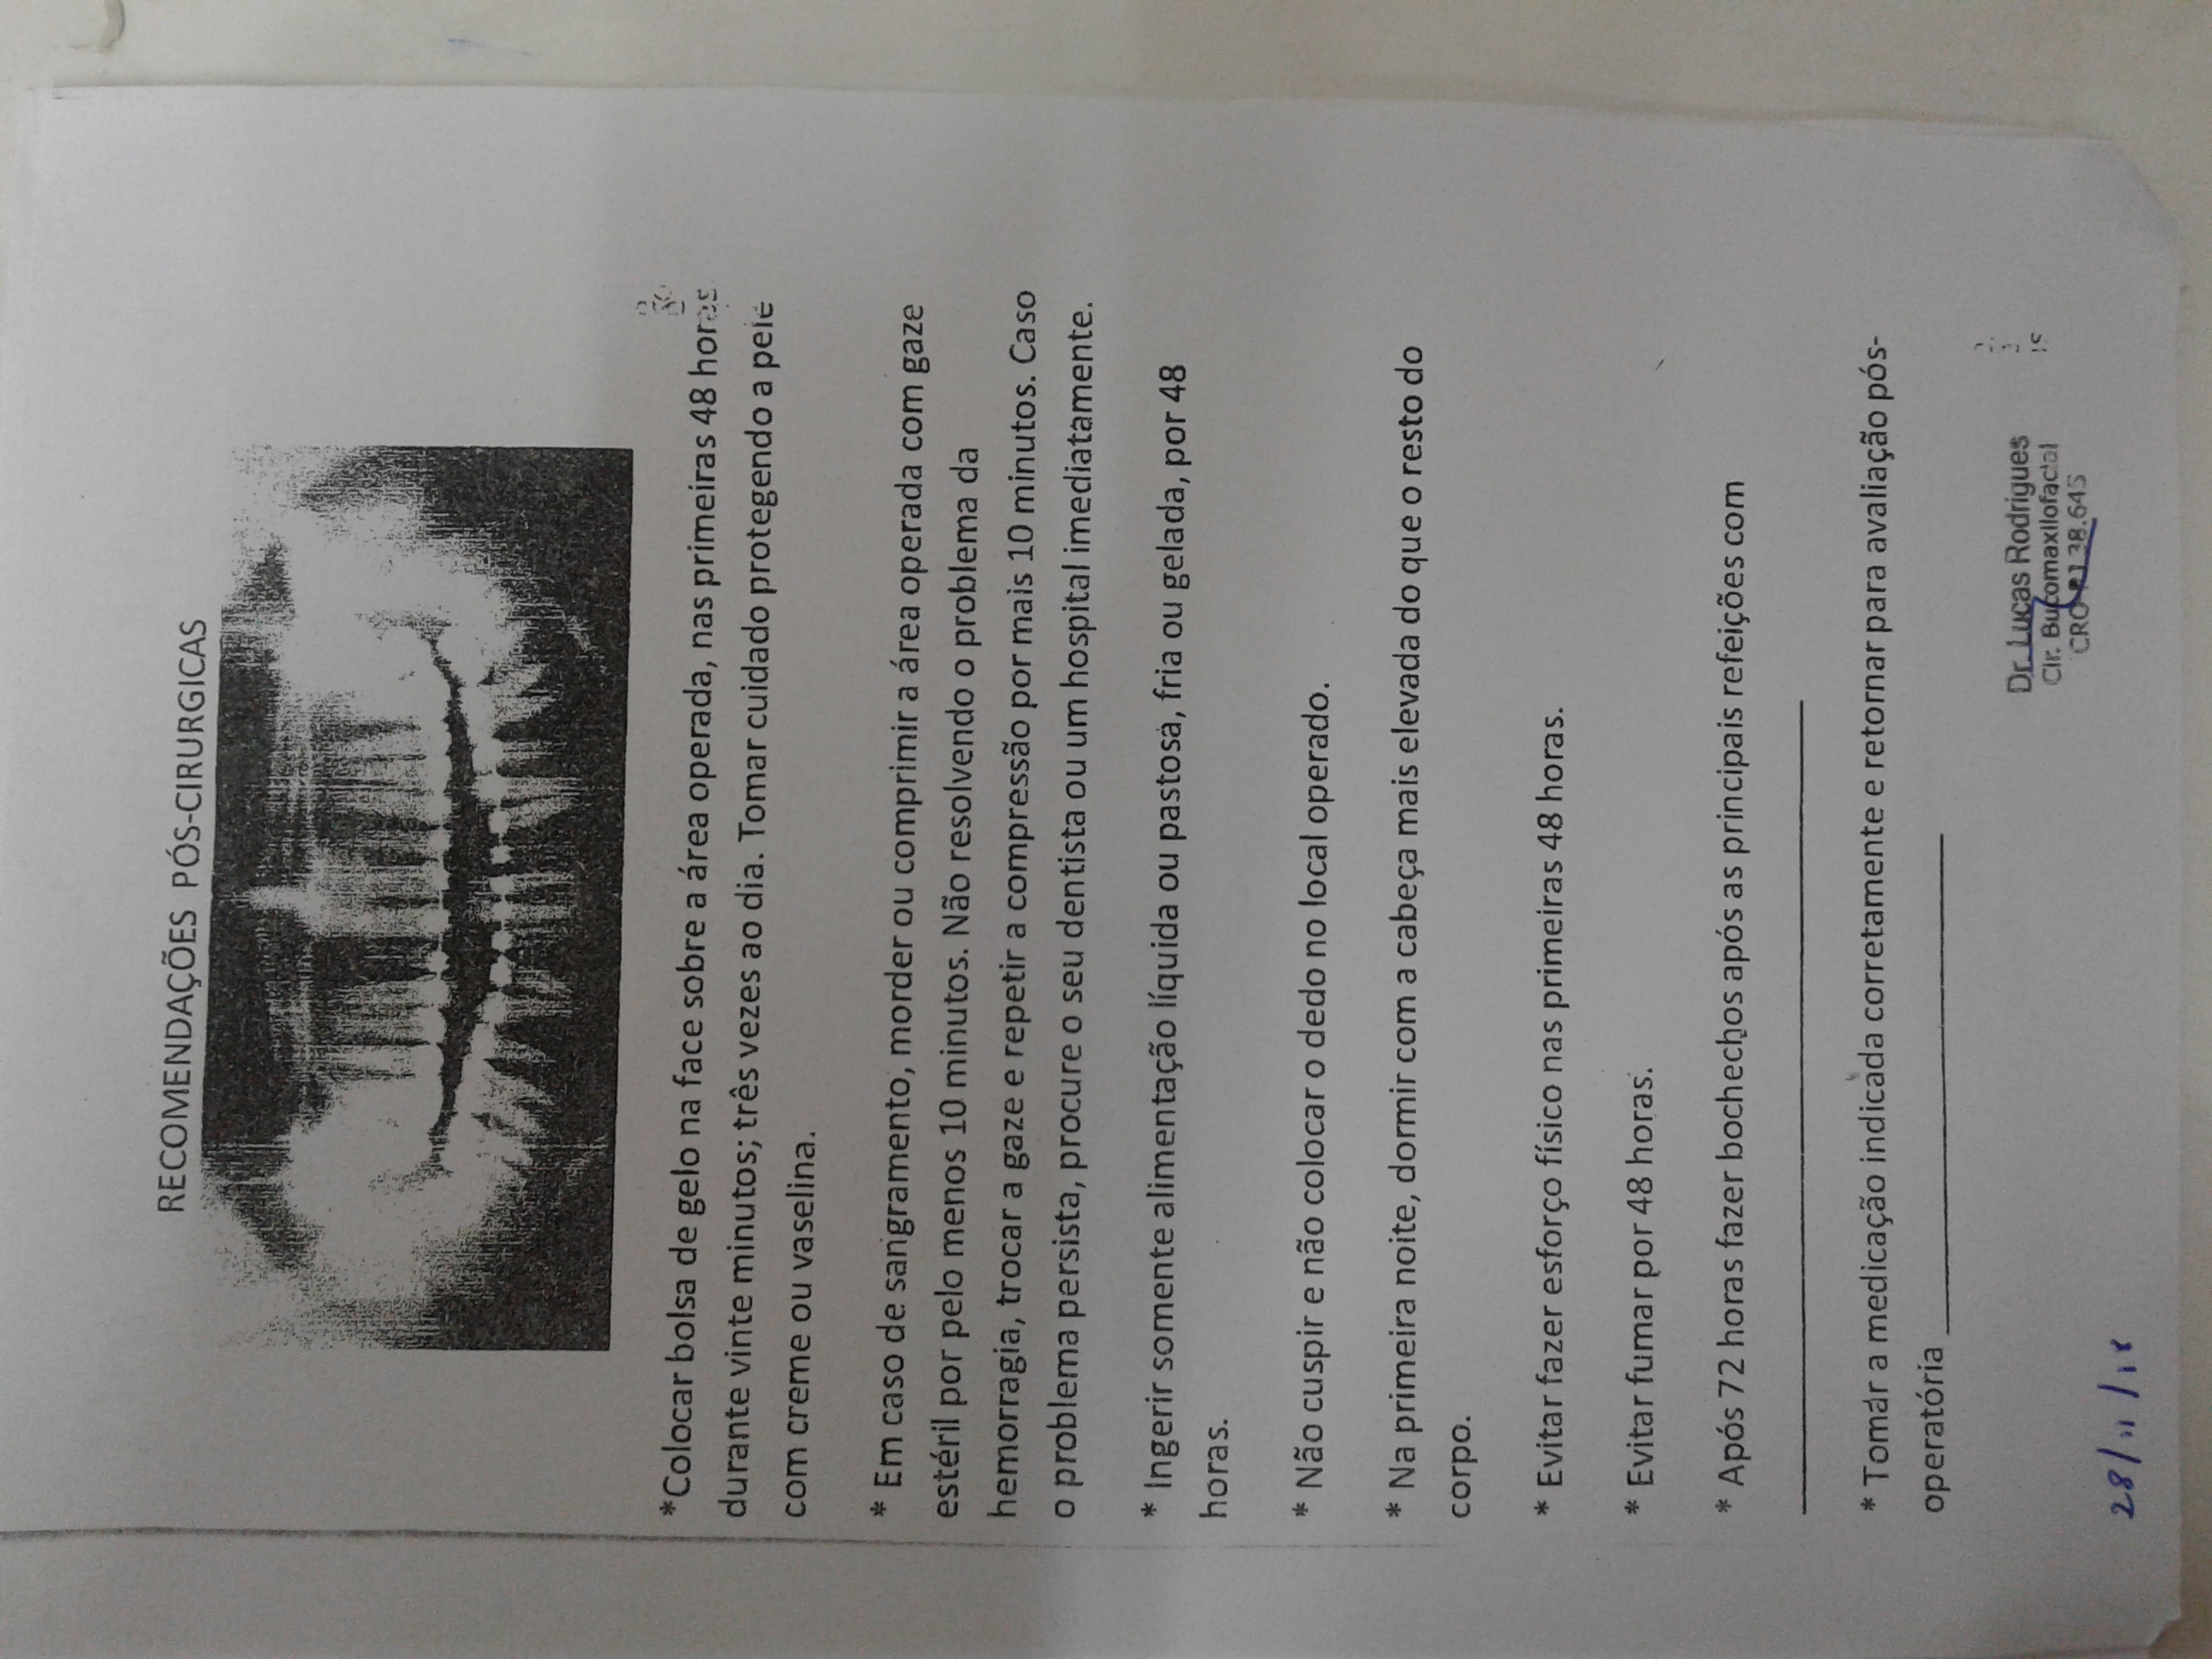 RECOMENDAÇÕES PÓS-CIRURGICAS
*Colocar bolsa de gelo na face sobre a área operada, nas primeiras 48 horas
durante vinte minutos; três vezes ao dia. Tomar cuidado protegendo a pele
com creme ou vaselina.
* Em caso de sangramento, morder ou comprimir a área operada com gaze
estéril por pelo menos 10 minutos. Não resolvendo o problema da
hemorragia, trocar a gaze e repetir a compressão por mais 10 minutos. Caso
o problema persista, procure o seu dentista ou um hospital imediatamente.
* Ingerir somente alimentação líquida ou pastosa, fria ou gelada, por 48
horas.
* Não cuspir e não colocar o dedo no local operado.
* Na primeira noite, dormir com a cabeça mais elevada do que o resto do
corpo.
* Evitar fazer esforço físico nas primeiras 48 horas.
* Evitar fumar por 48 horas.
* Após 72 horas fazer bochechos após as principais refeições com
* Tomar a medicação indicada corretamente e retornar para avaliação pós-
operatória
Dr. Lucas Rodrigues
Cir. Bucomaxilofacial
CRO 38.645
28/11/18